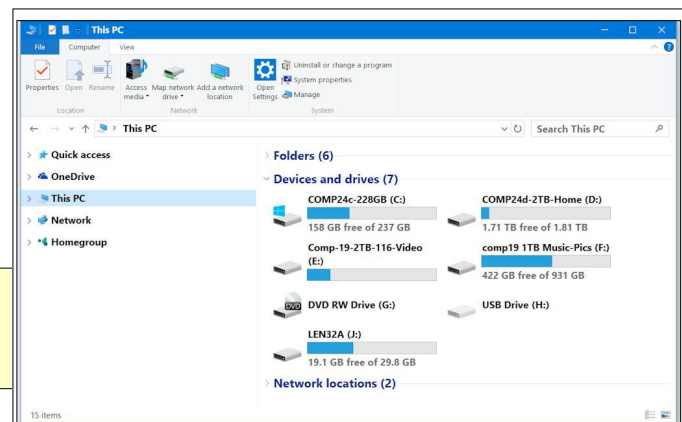 This PC
File Computer View
Properties Open Rename Access media Map network drive Add a network location Open Settings Uninstall or change a program
System properties
Manage
Location Network System
This PC Search This PC
Quick access
OneDrive
This PC
Network
Homegroup
Folders (6)
Devices and drives (7)
COMP24c-228GB (C:)
158 GB free of 237 GB
COMP24d-2TB-Home (D:)
1.71 TB free of 1.81 TB
Comp-19-2TB-116-Video
(E:)
comp19 1TB Music-Pics (F:)
422 GB free of 931 GB
DVD RW Drive (G:)
USB Drive (H:)
LEN32A (J:)
19.1 GB free of 29.8 GB
Network locations (2)
15 items